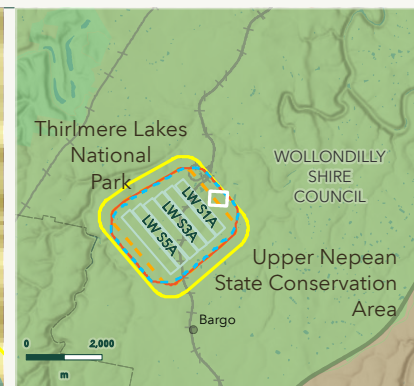 Thirlmere Lakes
National
Park
WOLLONDILLY
SHIRE
COUNCIL
LW S1A
LW S3A
LW S5A
Upper Nepean
State Conservation
Area
Bargo
0 2,000
m